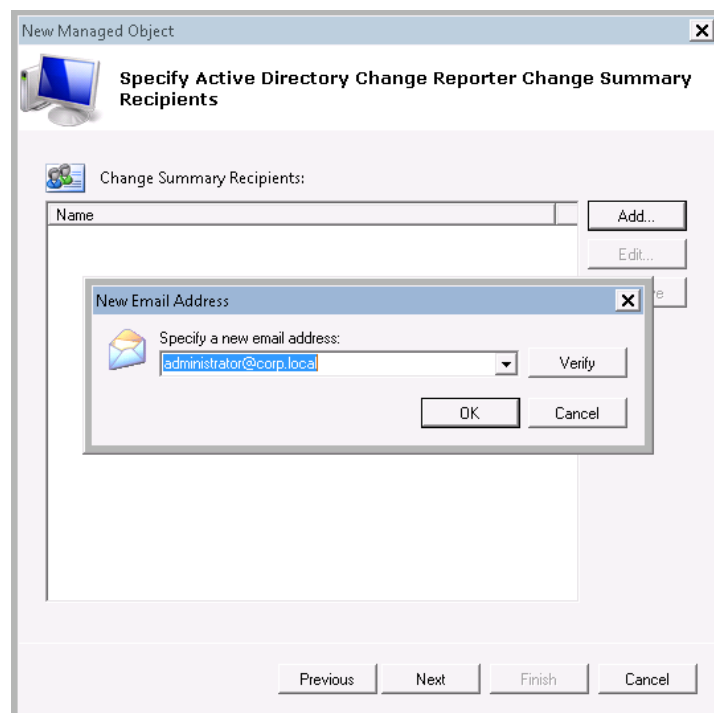 New Managed Object
Specify Active Directory Change Reporter Change Summary
Recipients
Change Summary Recipients:
Name
Add...
Edit...
New Email Address
Specify a new email address:
administrator@corp.local
Verify
OK
Cancel
Previous
Next
Finish
Cancel